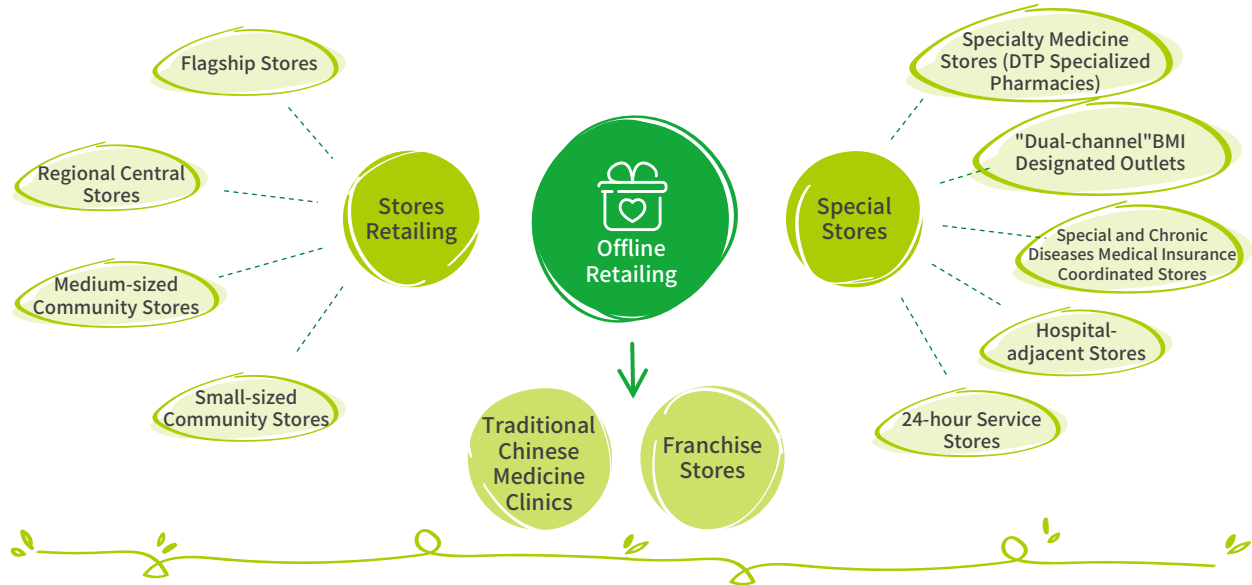 Flagship Stores
Regional Central
Stores
Medium-sized
Community Stores
Small-sized
Community Stores
Stores
Retailing
Offline
Retailing
Traditional
Chinese
Medicine
Clinics
Franchise
Stores
Special
Stores
Specialty Medicine
Stores (DTP Specialized
Pharmacies)
"Dual-channel"BMI
Designated Outlets
Special and Chronic
Diseases Medical Insurance
Coordinated Stores
Hospital-
adjacent Stores
24-hour Service
Stores